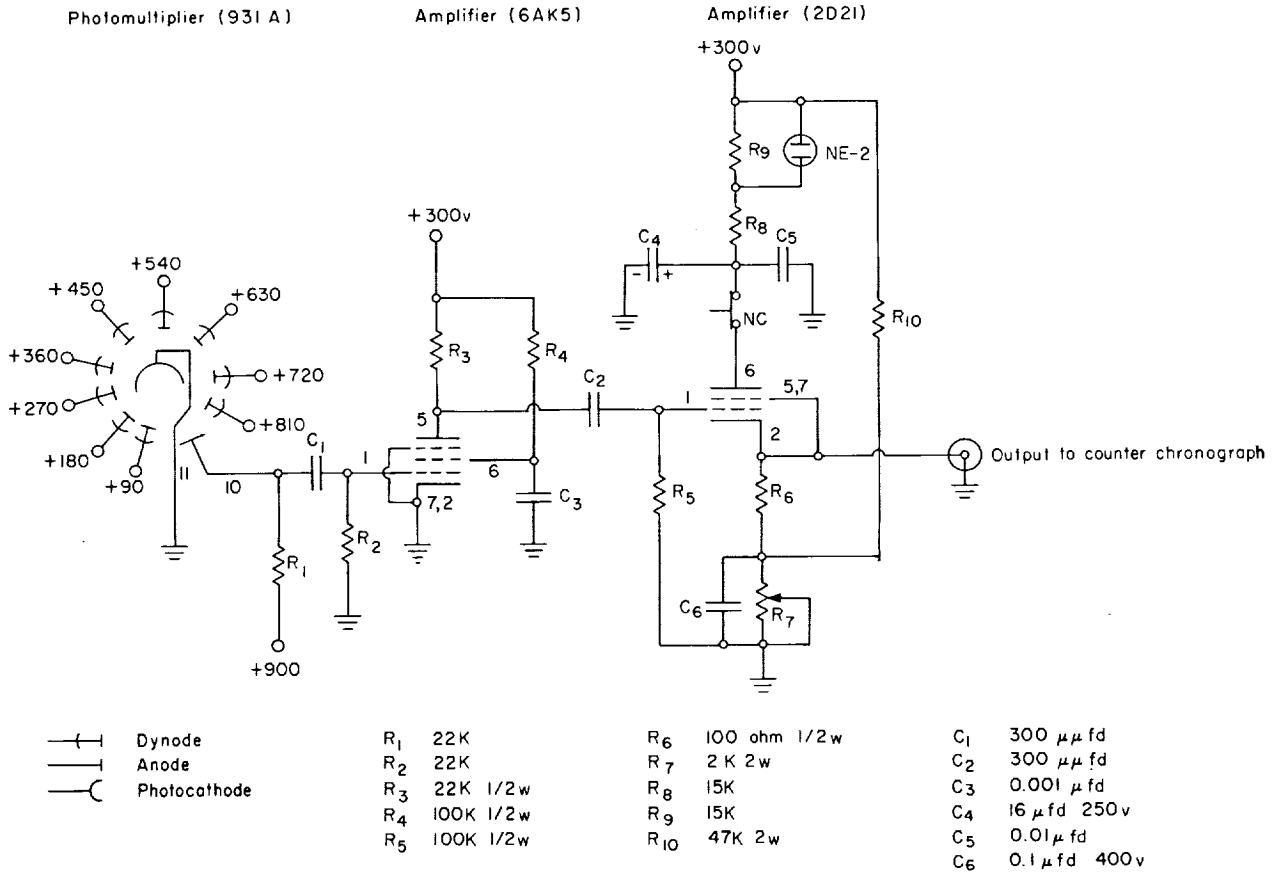 Photomultiplier (931 A)
Amplifier (6AK5)
Amplifier (2D21)
+300v
R9
NE-2
R8
C4
C5
- +
NC
R10
+300v
+540
+450
+630
+360
+720
+270
+810
+180
+90
11
10
C1
1
R1
R2
+900
R3
R4
5
6
7,2
C3
C2
6
1
5,7
2
R5
R6
C6
R7
Output to counter chronograph
Dynode
Anode
Photocathode
R1 22K
R2 22K
R3 22K 1/2w
R4 100K 1/2w
R5 100K 1/2w
R6 100 ohm 1/2w
R7 2K 2w
R8 15K
R9 15K
R10 47K 2w
C1 300 μμfd
C2 300 μμfd
C3 0.001 μfd
C4 16 μfd 250v
C5 0.01μfd
C6 0.1μfd 400v